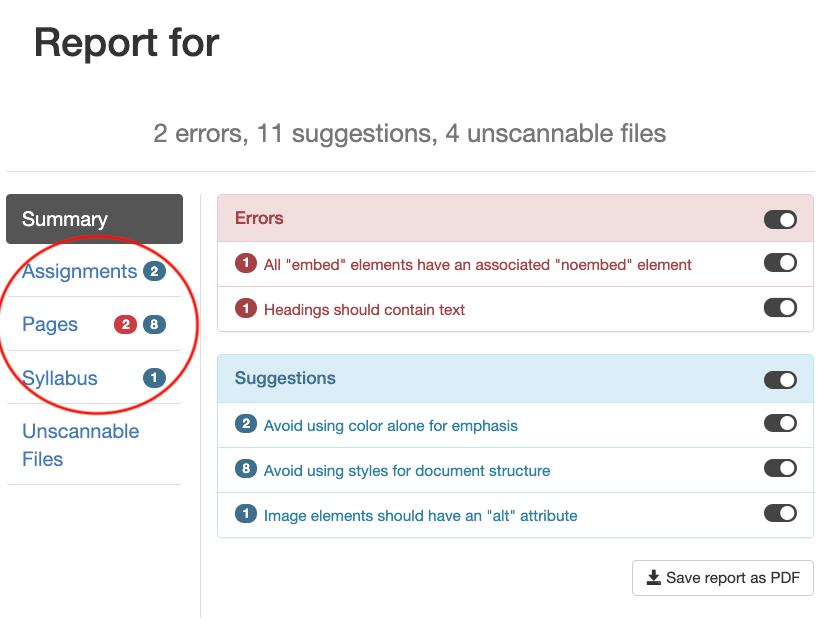 Report for
2 errors, 11 suggestions, 4 unscannable files
Summary
Assignments 2
Pages 2 8
Syllabus 1
Unscannable
Files
Errors
1 All "embed" elements have an associated "noembed" element
1 Headings should contain text
Suggestions
2 Avoid using color alone for emphasis
8 Avoid using styles for document structure
1 Image elements should have an "alt" attribute
Save report as PDF